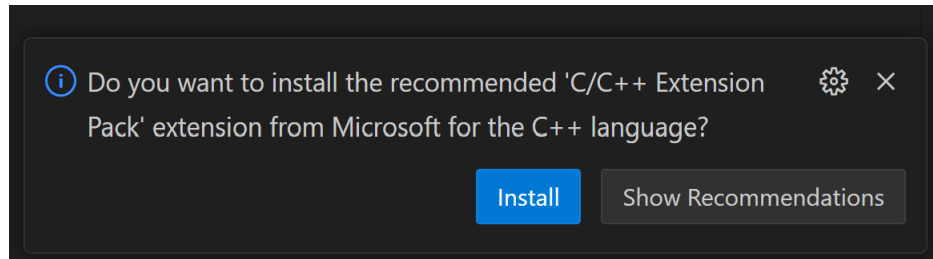 Do you want to install the recommended 'C/C++ Extension
Pack' extension from Microsoft for the C++ language?
Install
Show Recommendations